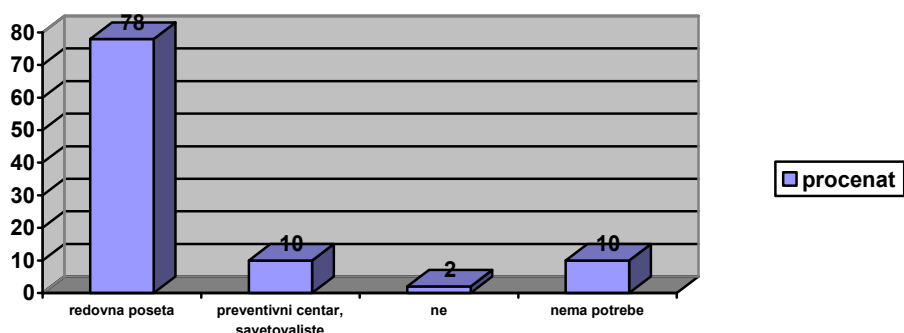 80
70
60
50
40
30
20
10
0
78
10
2
10
redovna poseta
preventivni centar,
savetovaliste
ne
nema potrebe
procenat